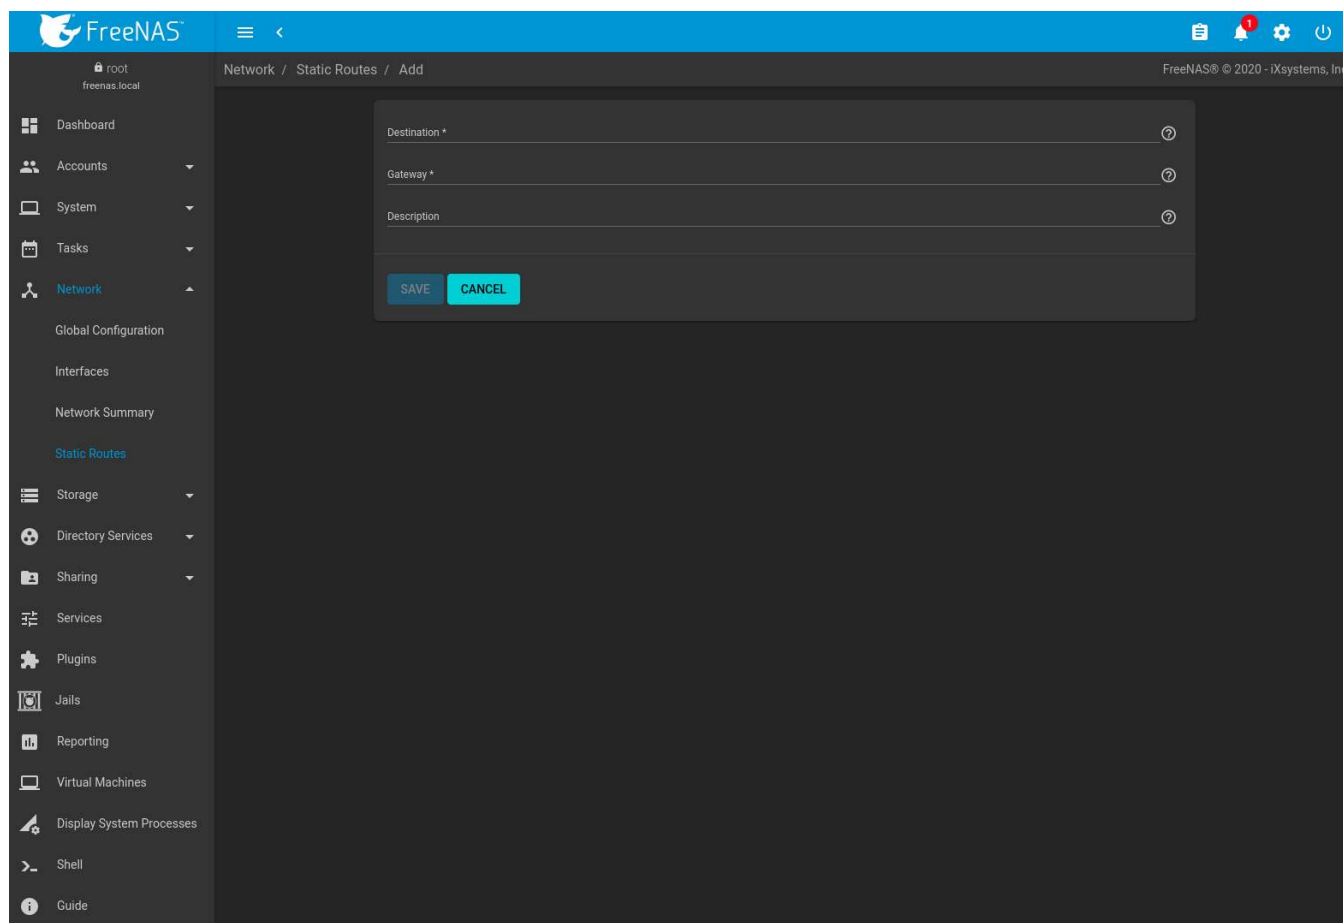 FreeNAS
1
root
freenas.local
Network / Static Routes / Add
FreeNAS® © 2020 - iXsystems, Inc
Dashboard
Accounts
System
Tasks
Network
Global Configuration
Interfaces
Network Summary
Static Routes
Storage
Directory Services
Sharing
Services
Plugins
Jails
Reporting
Virtual Machines
Display System Processes
Shell
Guide
Destination *
Gateway *
Description
SAVE
CANCEL